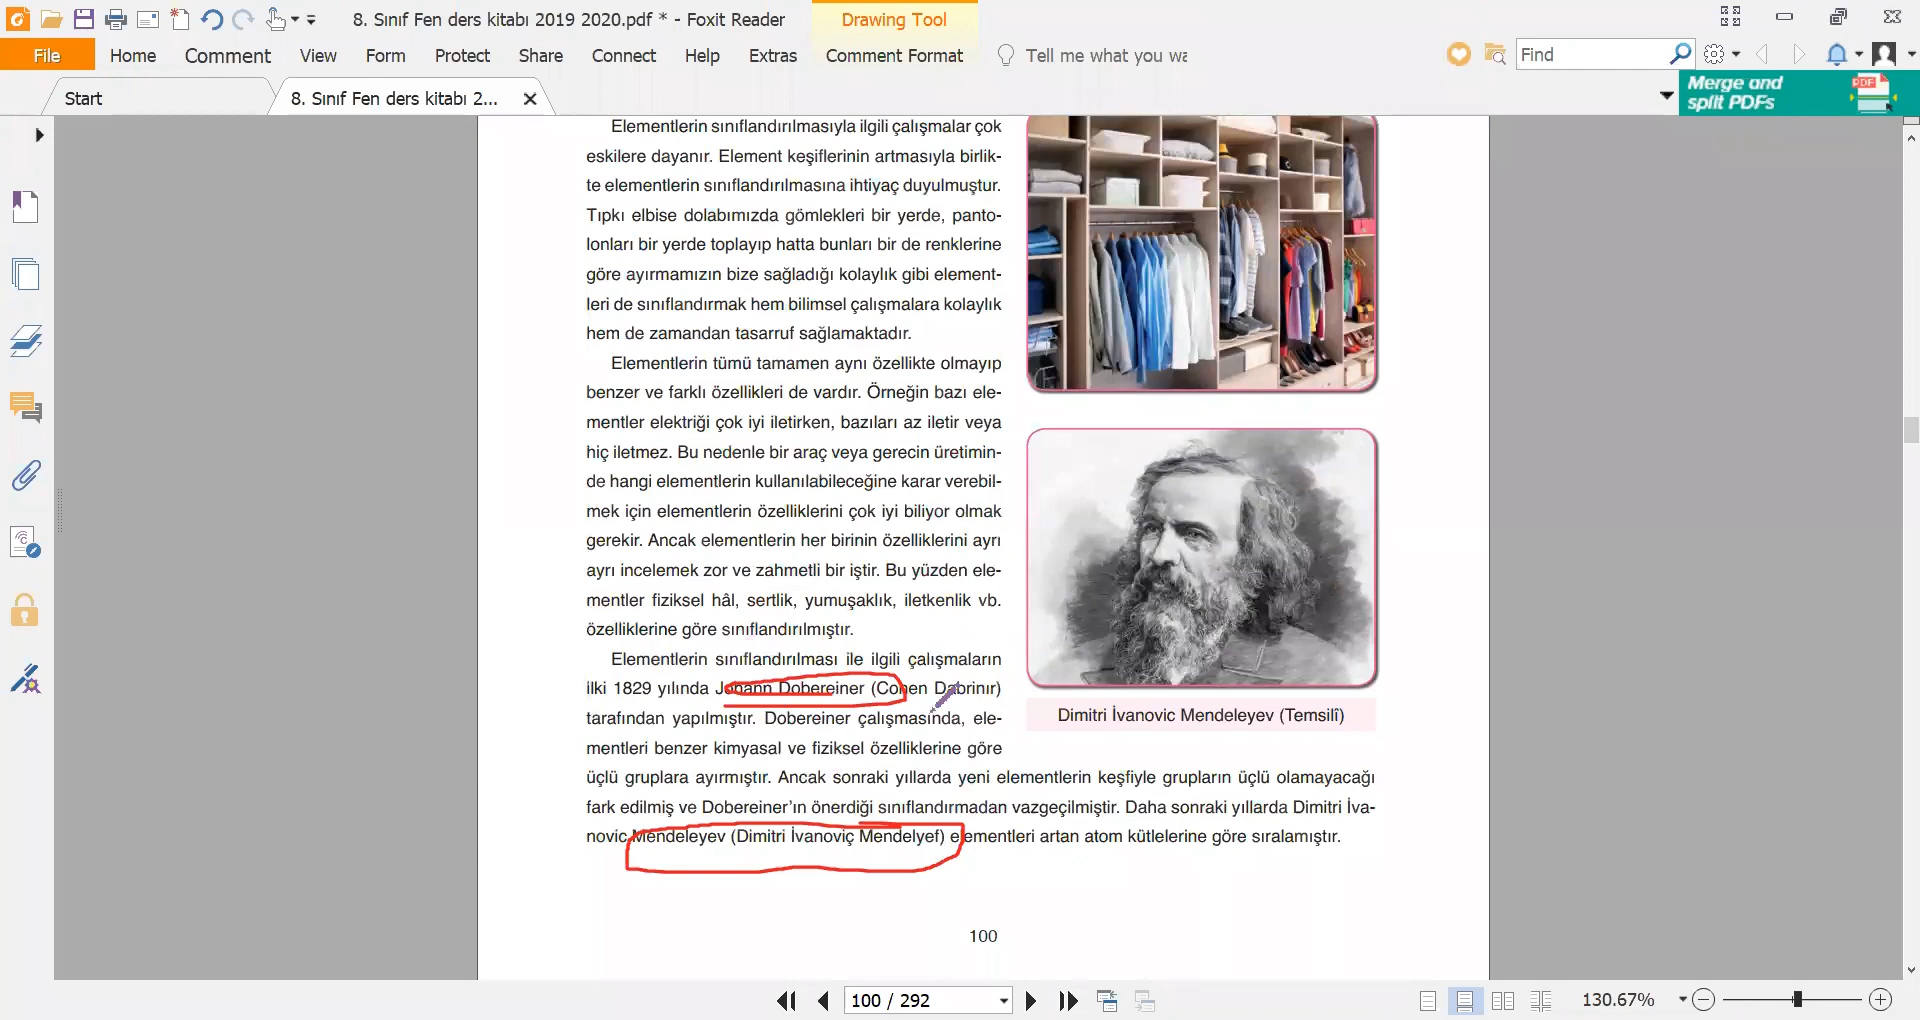 8. Sınıf Fen ders kitabı 2019 2020.pdf * - Foxit Reader
Drawing Tool
File Home Comment View Form Protect Share Connect Help Extras Comment Format Tell me what you wa
Find
Start
8. Sınıf Fen ders kitabı 2...
Merge and
split PDFs
PDF
Elementlerin sınıflandırılmasıyla ilgili çalışmalar çok
eskilere dayanır. Element keşiflerinin artmasıyla birlik-
te elementlerin sınıflandırılmasına ihtiyaç duyulmuştur.
Tıpkı elbise dolabımızda gömlekleri bir yerde, panto-
lonları bir yerde toplayıp hatta bunları bir de renklerine
göre ayırmamızın bize sağladığı kolaylık gibi element-
leri de sınıflandırmak hem bilimsel çalışmalara kolaylık
hem de zamandan tasarruf sağlamaktadır.
Elementlerin tümü tamamen aynı özellikte olmayıp
benzer ve farklı özellikleri de vardır. Örneğin bazı ele-
mentler elektriği çok iyi iletirken, bazıları az iletir veya
hiç iletmez. Bu nedenle bir araç veya gerecin üretimin-
de hangi elementlerin kullanılabileceğine karar verebil-
mek için elementlerin özelliklerini çok iyi biliyor olmak
gerekir. Ancak elementlerin her birinin özelliklerini ayrı
ayrı incelemek zor ve zahmetli bir iştir. Bu yüzden ele-
mentler fiziksel hâl, sertlik, yumuşaklık, iletkenlik vb.
özelliklerine göre sınıflandırılmıştır.
Elementlerin sınıflandırılması ile ilgili çalışmaların
ilki 1829 yılında Johann Dobereiner (Cohen Dabrinır)
tarafından yapılmıştır. Dobereiner çalışmasında, ele-
mentleri benzer kimyasal ve fiziksel özelliklerine göre
üçlü gruplara ayırmıştır. Ancak sonraki yıllarda yeni elementlerin keşfiyle grupların üçlü olamayacağı
fark edilmiş ve Dobereiner'ın önerdiği sınıflandırmadan vazgeçilmiştir. Daha sonraki yıllarda Dimitri İva-
novic Mendeleyev (Dimitri İvanoviç Mendelyef) elementleri artan atom kütlelerine göre sıralamıştır.
Dimitri İvanovic Mendeleyev (Temsilî)
100
100 / 292
130.67%